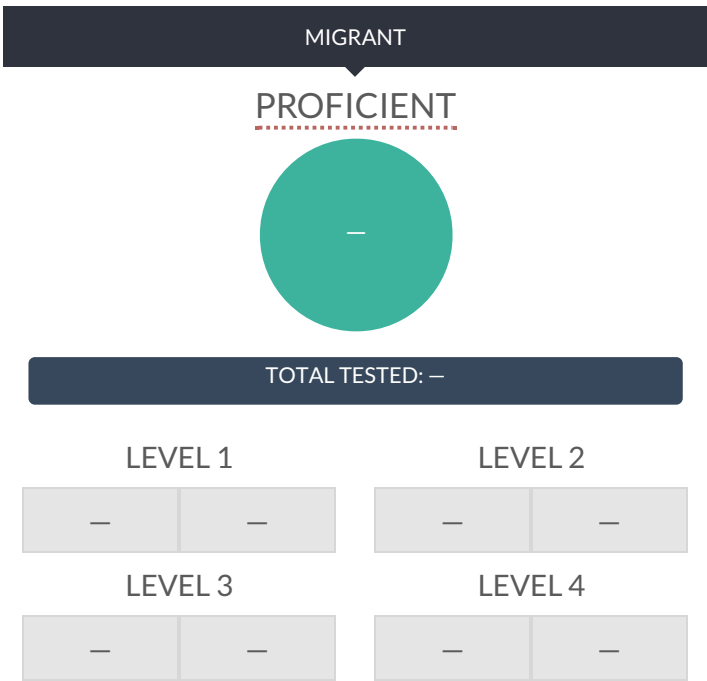 MIGRANT
PROFICIENT
—
TOTAL TESTED: —
LEVEL 1 LEVEL 2
— — — —
LEVEL 3 LEVEL 4
— — — —